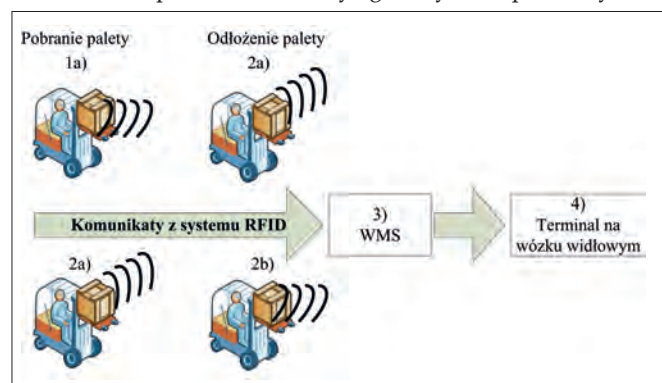 Pobranie palety
Odłożenie palety
1a)
2a)
Komunikaty z systemu RFID
3)
WMS
4)
Terminal na
wózku widłowym
2a)
2b)